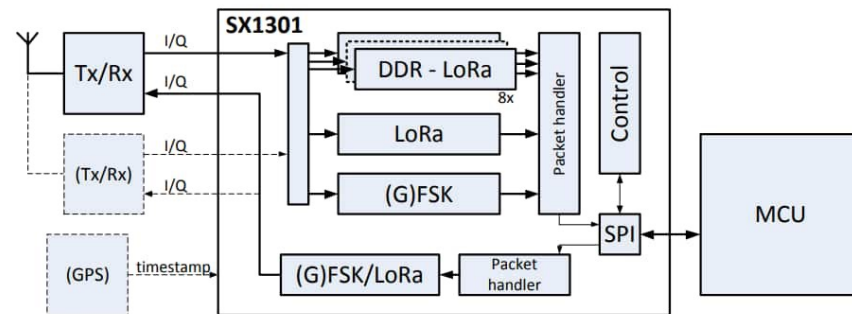 SX1301
I/Q
Tx/Rx
I/Q
DDR - LoRa
8x
Packet handler
Control
LoRa
I/Q
(Tx/Rx)
I/Q
(G)FSK
MCU
SPI
(GPS)
timestamp
(G)FSK/LoRa
Packet
handler